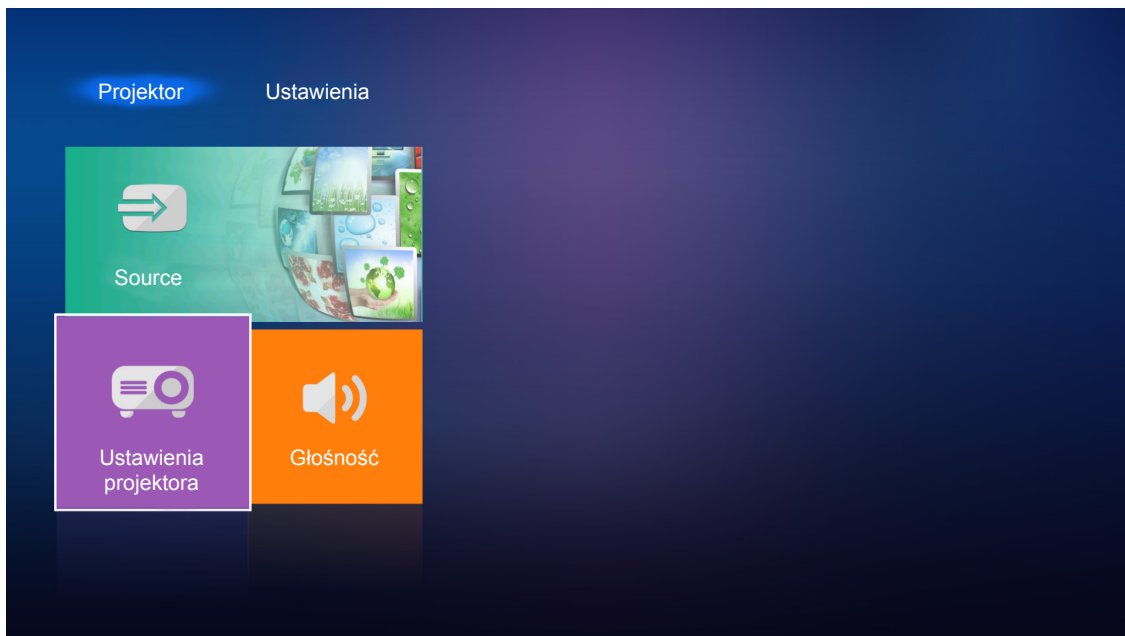 Projektor
Ustawienia
Source
Ustawienia
projektora
Głośność